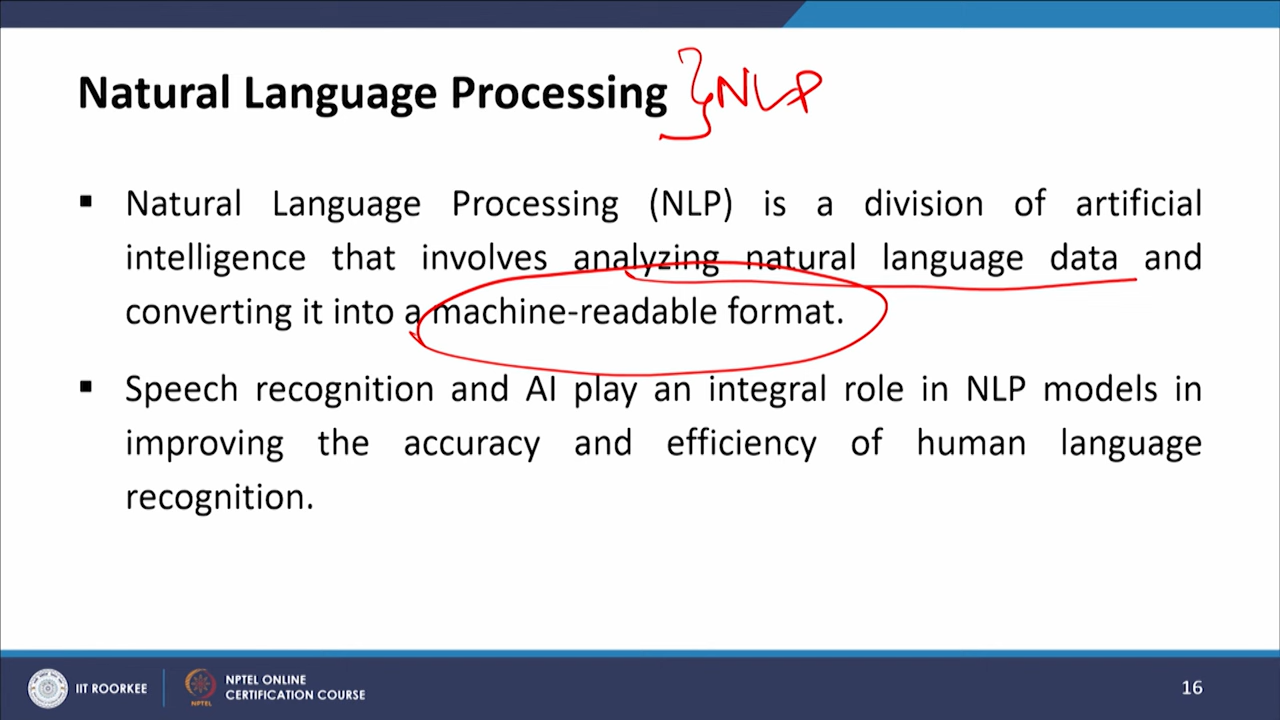 Natural Language Processing } NLP
▪ Natural Language Processing (NLP) is a division of artificial
intelligence that involves analyzing natural language data and
converting it into a machine-readable format.
▪ Speech recognition and AI play an integral role in NLP models in
improving the accuracy and efficiency of human language
recognition.
IIT ROORKEE
NPTEL
NPTEL ONLINE
CERTIFICATION COURSE
16